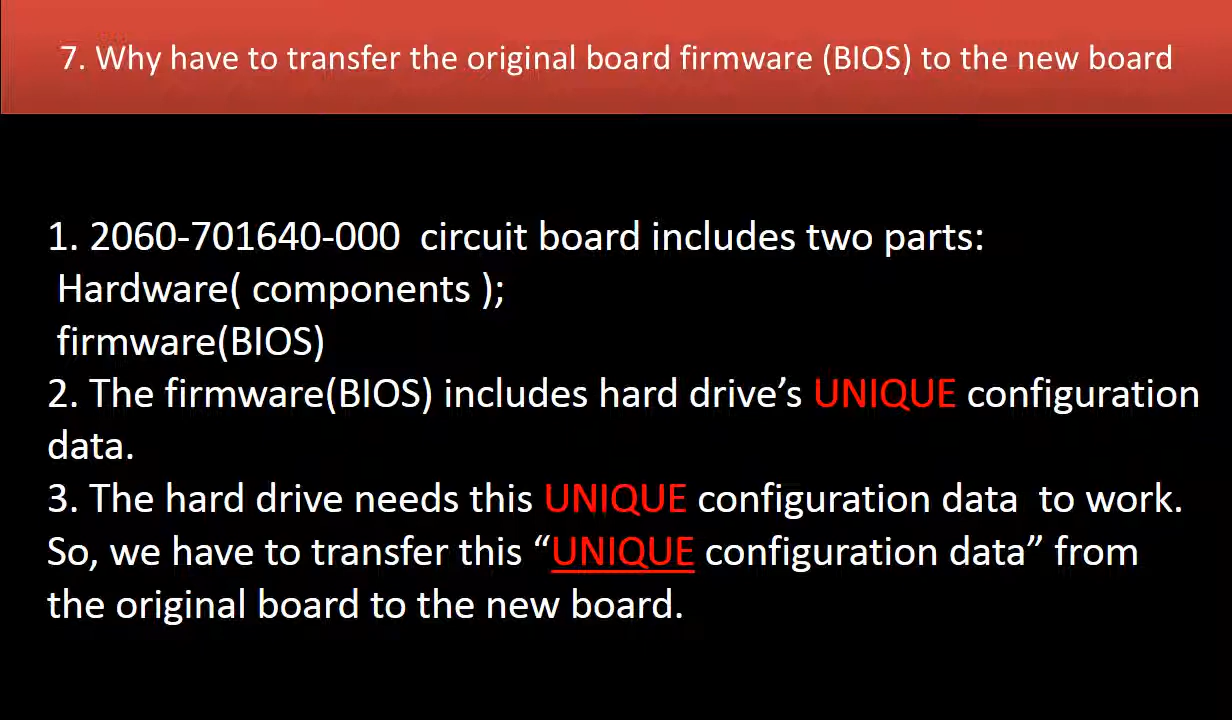 7. Why have to transfer the original board firmware (BIOS) to the new board
1. 2060-701640-000  circuit board includes two parts:
Hardware( components );
firmware(BIOS)
2. The firmware(BIOS) includes hard drive’s UNIQUE configuration
data.
3. The hard drive needs this UNIQUE configuration data  to work.
So, we have to transfer this “UNIQUE configuration data” from
the original board to the new board.